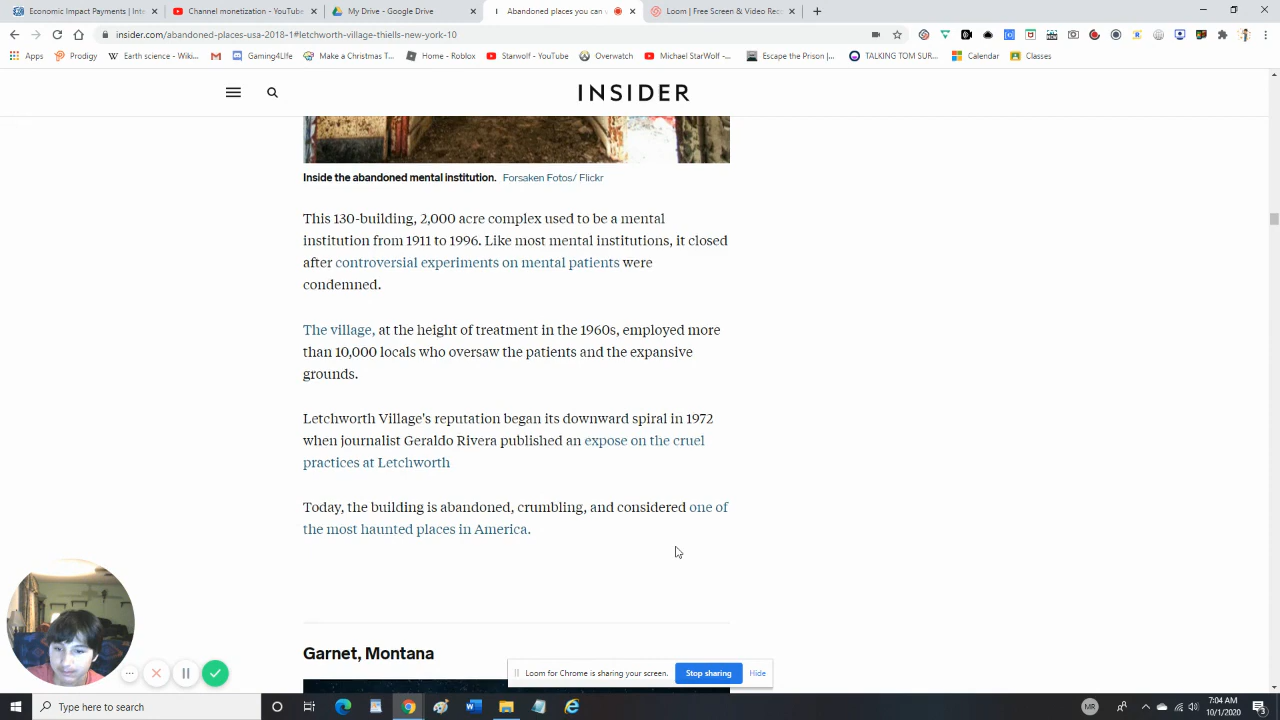 Economic Impact Payments | Inte
Channel monetization - YouTube
My Drive - Google Drive
Abandoned places you can v
Loom | Free Screen & Video Rec
insider.com/abandoned-places-usa-2018-1#letchworth-village-thiells-new-york-10
Apps
Prodigy
Earth science - Wiki...
Gaming4Life
Make a Christmas T...
Home - Roblox
Starwolf - YouTube
Overwatch
Michael StarWolf -...
Escape the Prison |...
TALKING TOM SUR...
Calendar
Classes
INSIDER
Inside the abandoned mental institution. Forsaken Fotos/ Flickr
This 130-building, 2,000 acre complex used to be a mental
institution from 1911 to 1996. Like most mental institutions, it closed
after controversial experiments on mental patients were
condemned.
The village, at the height of treatment in the 1960s, employed more
than 10,000 locals who oversaw the patients and the expansive
grounds.
Letchworth Village's reputation began its downward spiral in 1972
when journalist Geraldo Rivera published an expose on the cruel
practices at Letchworth
Today, the building is abandoned, crumbling, and considered one of
the most haunted places in America.
Garnet, Montana
Loom for Chrome is sharing your screen.
Stop sharing
Hide
Type here to search
MR
7:04 AM
10/1/2020